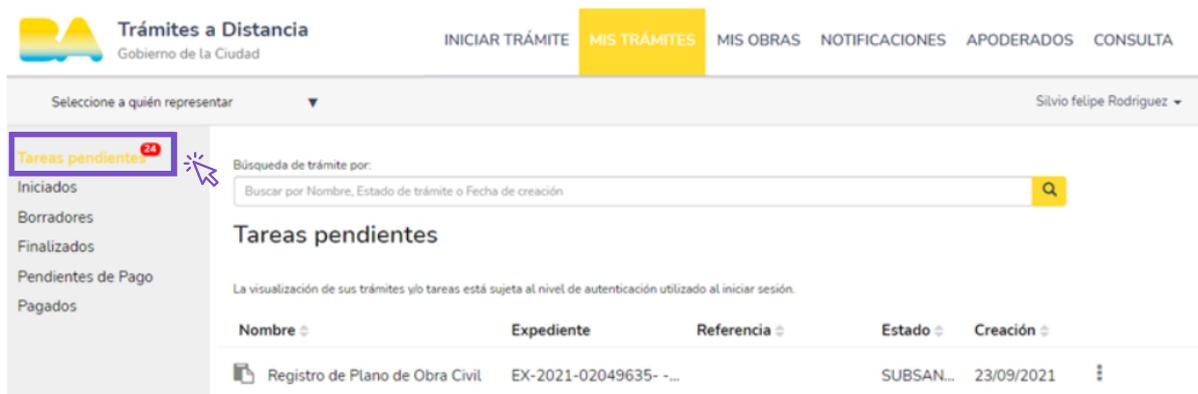 BA
Trámites a Distancia
Gobierno de la Ciudad
INICIAR TRÁMITE MIS TRÁMITES MIS OBRAS NOTIFICACIONES APODERADOS CONSULTA
Seleccione a quién representar
Silvio felipe Rodriguez
Tareas pendientes 24
Iniciados
Borradores
Finalizados
Pendientes de Pago
Pagados
Búsqueda de trámite por:
Buscar por Nombre, Estado de trámite o Fecha de creación
Tareas pendientes
La visualización de sus trámites y/o tareas está sujeta al nivel de autenticación utilizado al iniciar sesión.
Nombre Expediente Referencia Estado Creación
Registro de Plano de Obra Civil EX-2021-02049635- -... SUBSAN... 23/09/2021